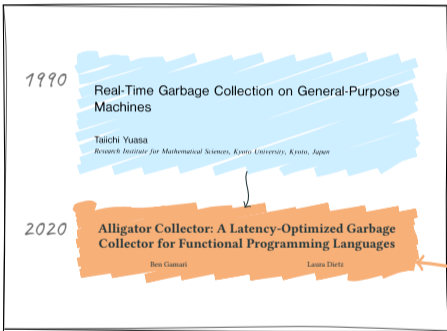 1990
Real-Time Garbage Collection on General-Purpose
Machines
Taiichi Yuasa
Research Institute for Mathematical Sciences, Kyoto University, Kyoto, Japan
2020
Alligator Collector: A Latency-Optimized Garbage
Collector for Functional Programming Languages
Ben Gamari Laura Dietz